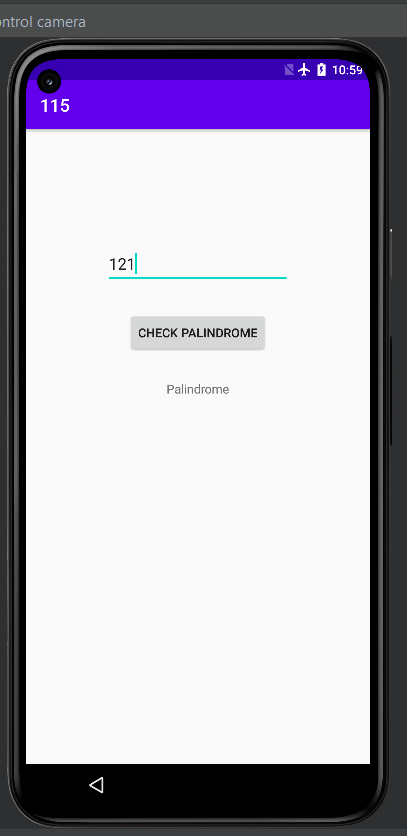 ontrol camera
10:59
115
121
CHECK PALINDROME
Palindrome